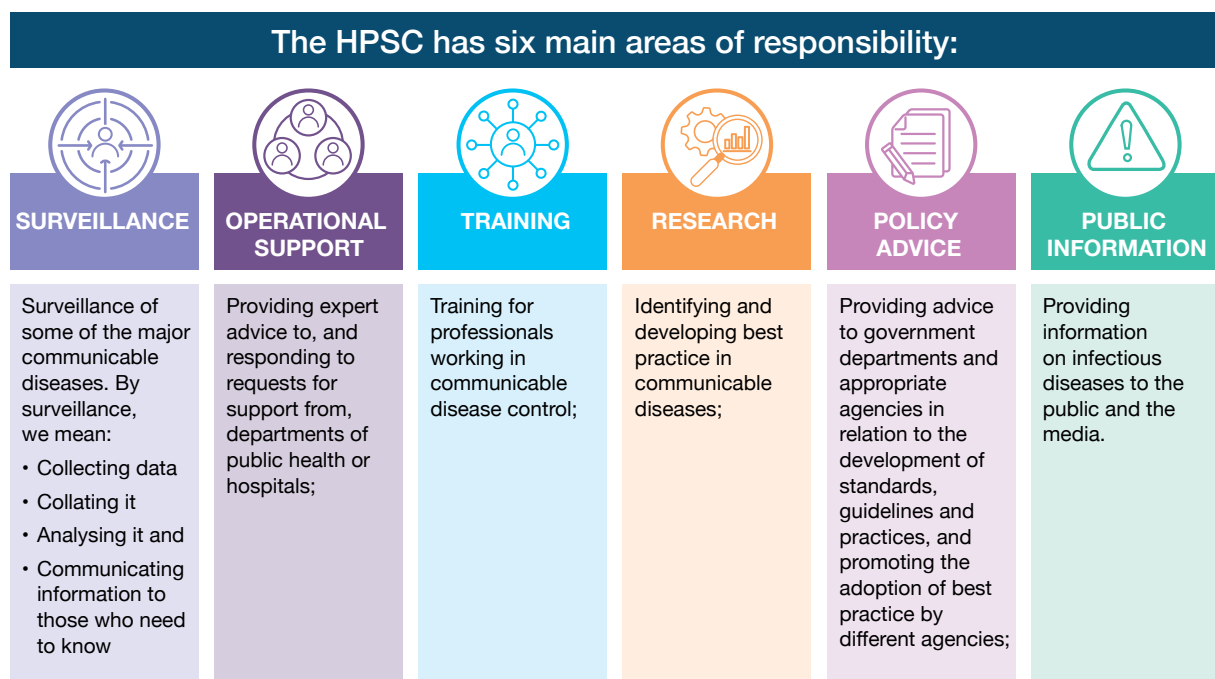 The HPSC has six main areas of responsibility:
SURVEILLANCE
Surveillance of
some of the major
communicable
diseases. By
surveillance,
we mean:
• Collecting data
• Collating it
• Analysing it and
• Communicating
information to
those who need
to know
OPERATIONAL
SUPPORT
Providing expert
advice to, and
responding to
requests for
support from,
departments of
public health or
hospitals;
TRAINING
Training for
professionals
working in
communicable
disease control;
RESEARCH
Identifying and
developing best
practice in
communicable
diseases;
POLICY
ADVICE
Providing advice
to government
departments and
appropriate
agencies in
relation to the
development of
standards,
guidelines and
practices, and
promoting the
adoption of best
practice by
different agencies;
PUBLIC
INFORMATION
Providing
information
on infectious
diseases to the
public and the
media.